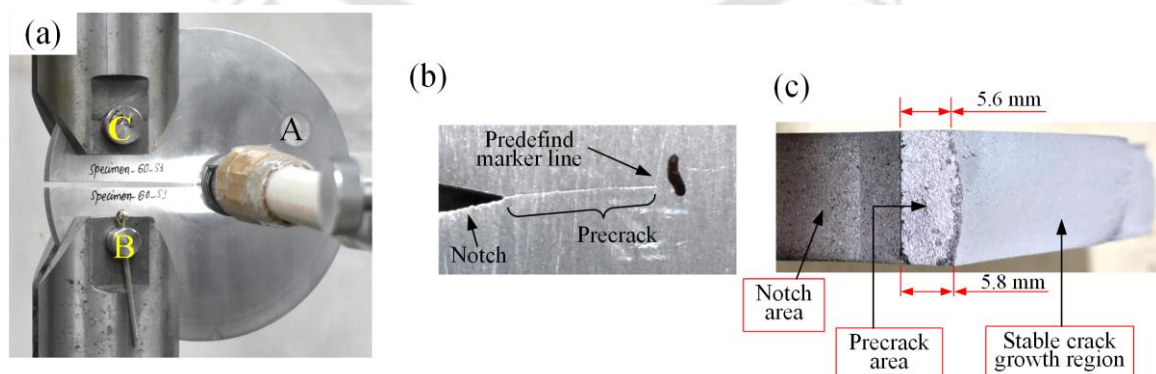 (a)
C
A
Specimen-60-S1
Specimen-60-S1
B
(b)
Predefind
marker line
Notch
Precrack
(c)
5.6 mm
5.8 mm
Notch
area
Precrack
area
Stable crack
growth region